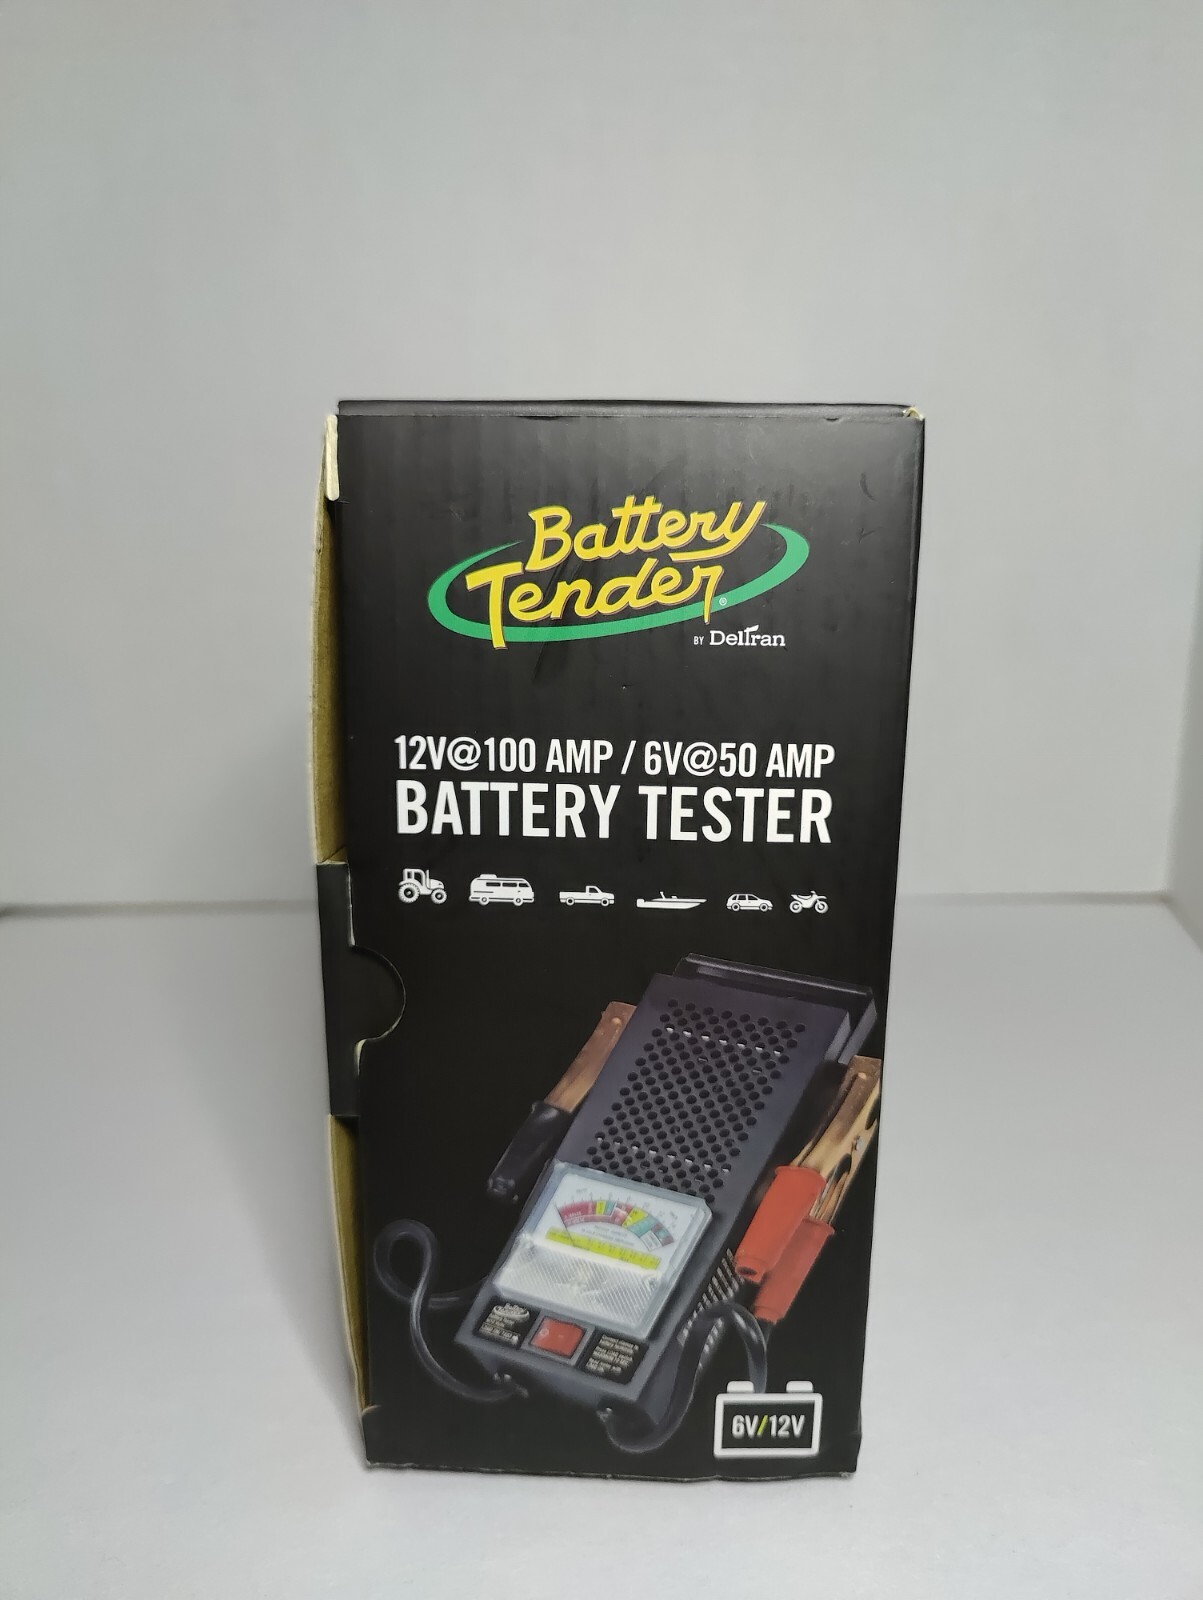 Battery
Tender®
BY Deltran
12V@100 AMP / 6V@50 AMP
BATTERY TESTER
6V/12V